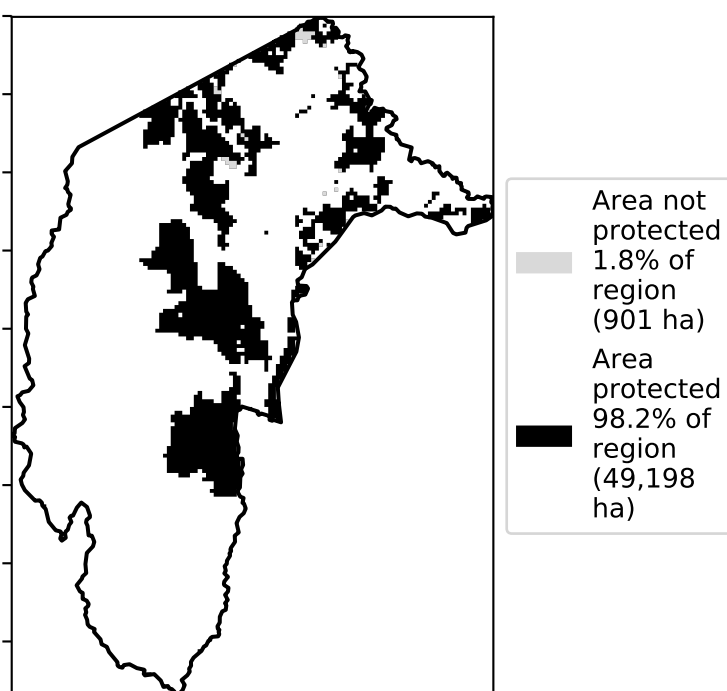 Area not
protected
1.8% of
region
(901 ha)
Area
protected
98.2% of
region
(49,198
ha)